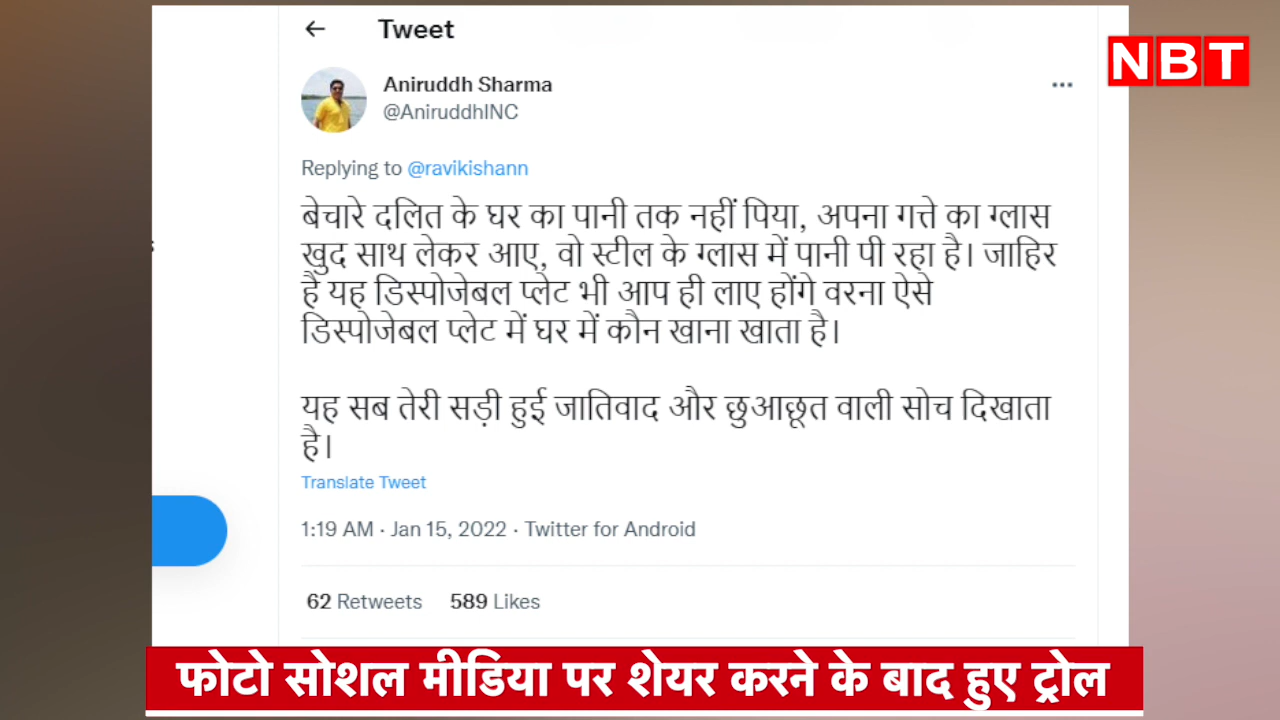 Tweet
NBT
Aniruddh Sharma
@AniruddhINC
Replying to @ravikishann
बेचारे दलित के घर का पानी तक नहीं पिया, अपना गत्ते का ग्लास
खुद साथ लेकर आए, वो स्टील के ग्लास में पानी पी रहा है। जाहिर
है यह डिस्पोजेबल प्लेट भी आप ही लाए होंगे वरना ऐसे
डिस्पोजेबल प्लेट में घर में कौन खाना खाता है।
यह सब तेरी सड़ी हुई जातिवाद और छुआछूत वाली सोच दिखाता
है।
Translate Tweet
1:19 AM · Jan 15, 2022 · Twitter for Android
62 Retweets 589 Likes
फोटो सोशल मीडिया पर शेयर करने के बाद हुए ट्रोल